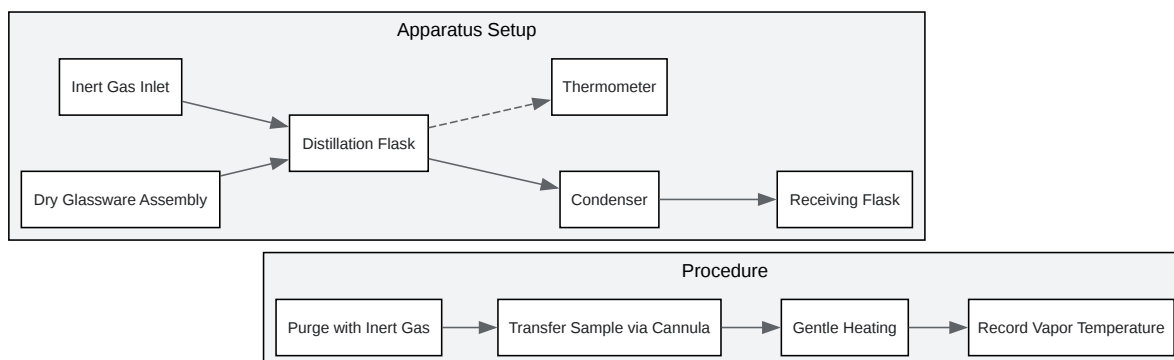 Apparatus Setup
Inert Gas Inlet
Thermometer
Distillation Flask
Dry Glassware Assembly
Condenser
Receiving Flask
Procedure
Purge with Inert Gas
Transfer Sample via Cannula
Gentle Heating
Record Vapor Temperature